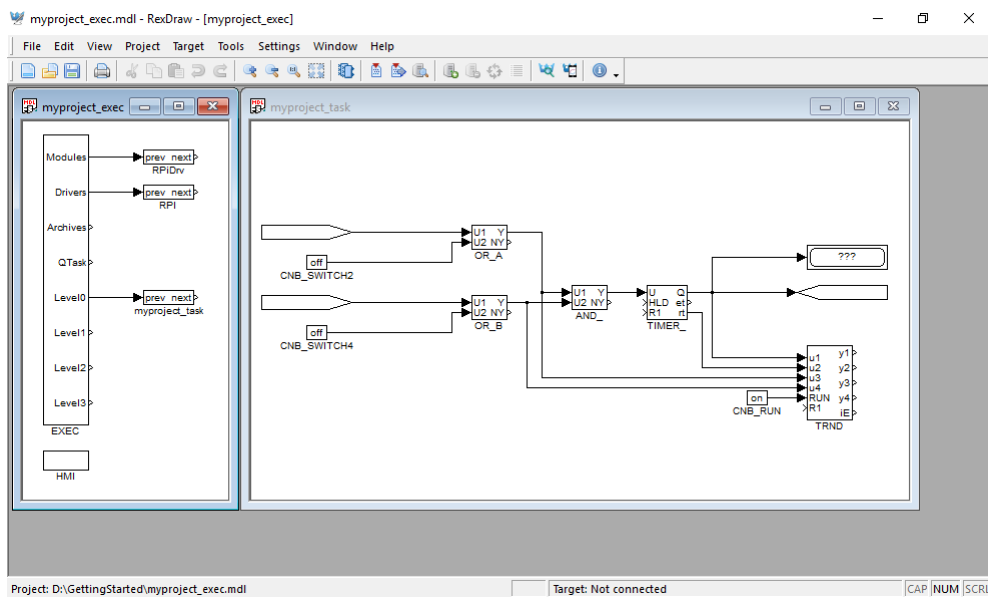 myproject_exec.mdl - RexDraw - [myproject_exec]
File Edit View Project Target Tools Settings Window Help
myproject_exec
Modules
prev next
RPIDrv
Drivers
prev next
RPI
Archives
QTask
Level0
prev next
myproject_task
Level1
Level2
Level3
EXEC
HMI
myproject_task
U1 Y
U2 NY
OR_A
off
CNB_SWITCH2
U1 Y
U2 NY
OR_B
off
CNB_SWITCH4
U1 Y
U2 NY
AND_
U Q
HLD et
R1 rt
TIMER_
???
u1 y1
u2 y2
u3 y3
u4
RUN y4
R1 iE
TRND
on
CNB_RUN
Project: D:\GettingStarted\myproject_exec.mdl
Target: Not connected
CAP NUM SCRL